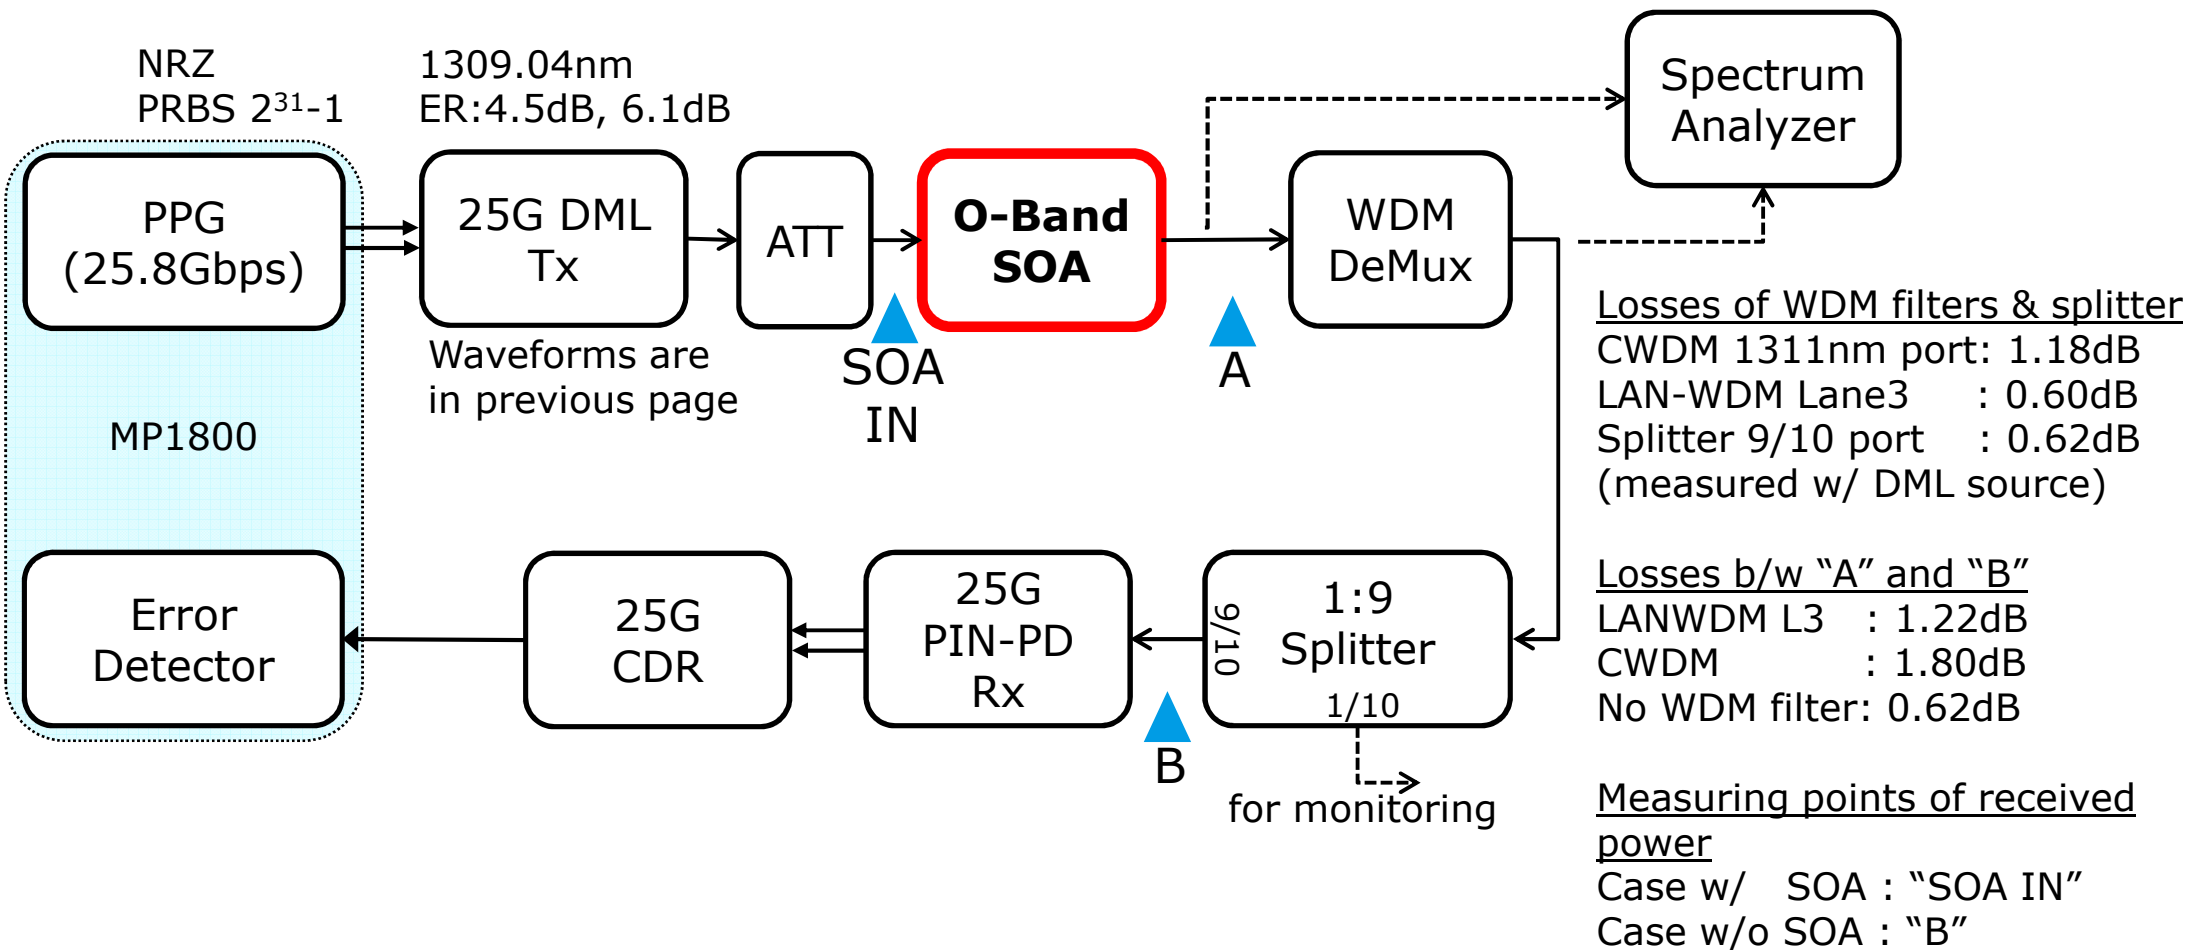 NRZ
PRBS 2³¹-1
1309.04nm
ER:4.5dB, 6.1dB
Spectrum
Analyzer
PPG
(25.8Gbps)
25G DML
Tx
ATT
O-Band
SOA
WDM
DeMux
Waveforms are
in previous page
SOA
IN
A
MP1800
Losses of WDM filters & splitter
CWDM 1311nm port: 1.18dB
LAN-WDM Lane3 : 0.60dB
Splitter 9/10 port : 0.62dB
(measured w/ DML source)
Error
Detector
25G
CDR
25G
PIN-PD
Rx
9/10
1:9
Splitter
1/10
B
for monitoring
Losses b/w “A” and “B”
LANWDM L3 : 1.22dB
CWDM : 1.80dB
No WDM filter: 0.62dB
Measuring points of received
power
Case w/ SOA : “SOA IN”
Case w/o SOA : “B”